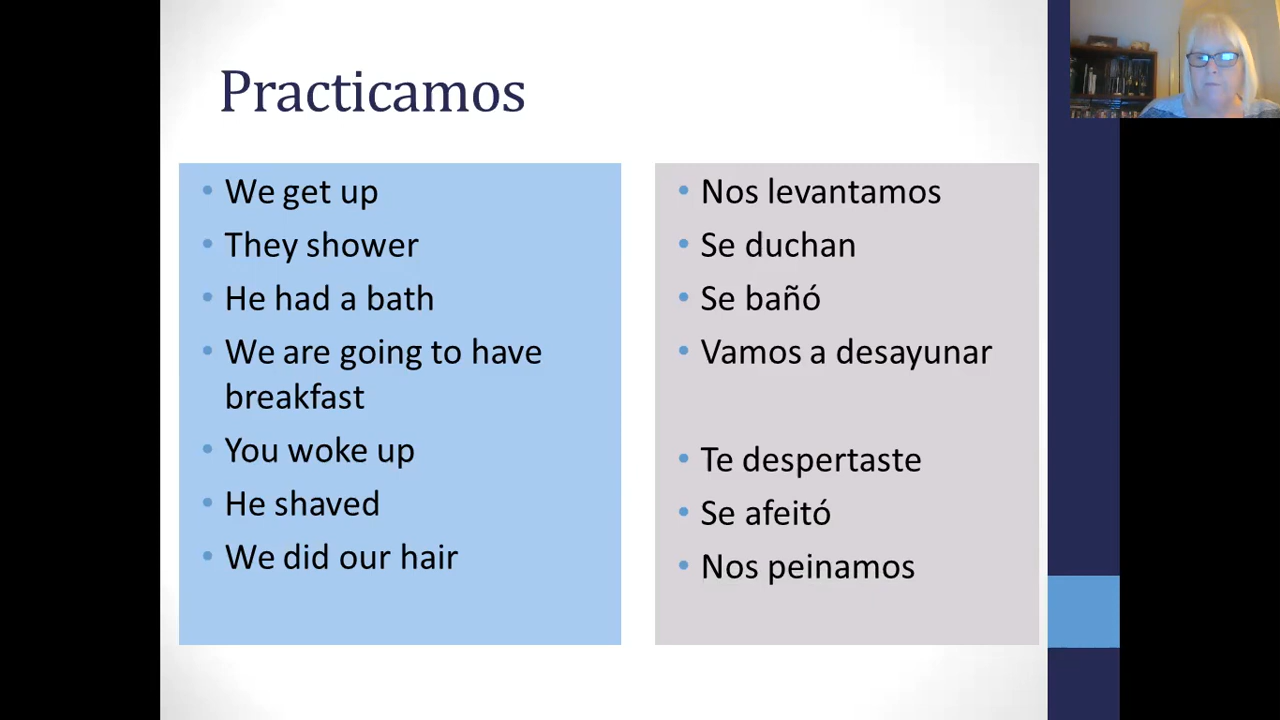 Practicamos
We get up
They shower
He had a bath
We are going to have
breakfast
You woke up
He shaved
We did our hair
Nos levantamos
Se duchan
Se bañó
Vamos a desayunar
Te despertaste
Se afeitó
Nos peinamos